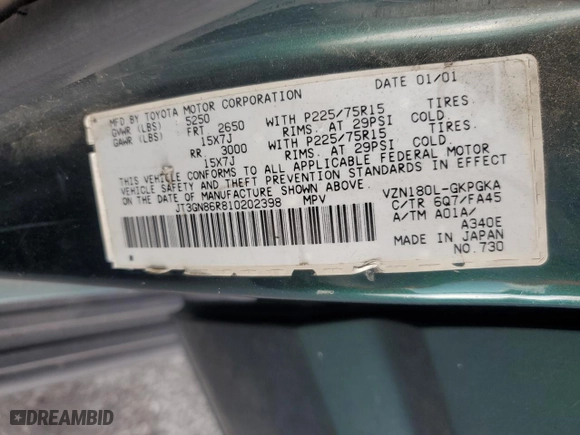 MFD BY TOYOTA MOTOR CORPORATION DATE 01/01
GVWR (LBS) 5250
GAWR (LBS) FRT 2650 WITH P225/75R15 TIRES
15X7J RIMS, AT 29PSI COLD.
RR 3000 WITH P225/75R15 TIRES
15X7J RIMS, AT 29PSI COLD.
THIS VEHICLE CONFORMS TO ALL APPLICABLE FEDERAL MOTOR
VEHICLE SAFETY AND THEFT PREVENTION STANDARDS IN EFFECT
ON THE DATE OF MANUFACTURE SHOWN ABOVE.
JT3GN86R810202398 MPV
VZN180L-GKPGKA
C/TR 6Q7/FA45
A/TM A01A/
A340E
MADE IN JAPAN
NO.730
DREAMBID